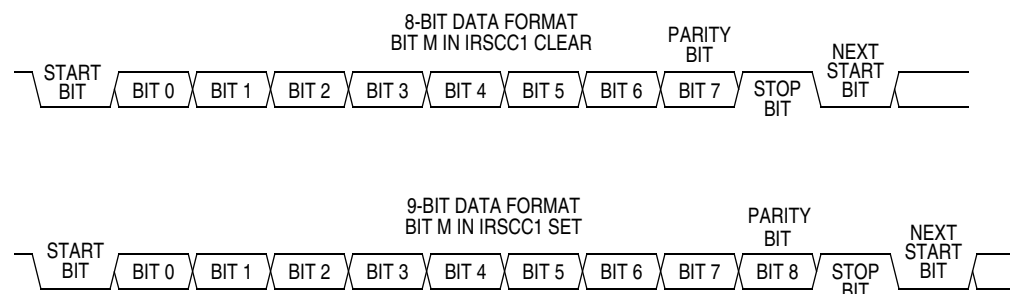 8-BIT DATA FORMAT
BIT M IN IRSCC1 CLEAR
PARITY
BIT
START
BIT
BIT 0
BIT 1
BIT 2
BIT 3
BIT 4
BIT 5
BIT 6
BIT 7
STOP
BIT
NEXT
START
BIT
9-BIT DATA FORMAT
BIT M IN IRSCC1 SET
PARITY
BIT
START
BIT
BIT 0
BIT 1
BIT 2
BIT 3
BIT 4
BIT 5
BIT 6
BIT 7
BIT 8
STOP
BIT
NEXT
START
BIT